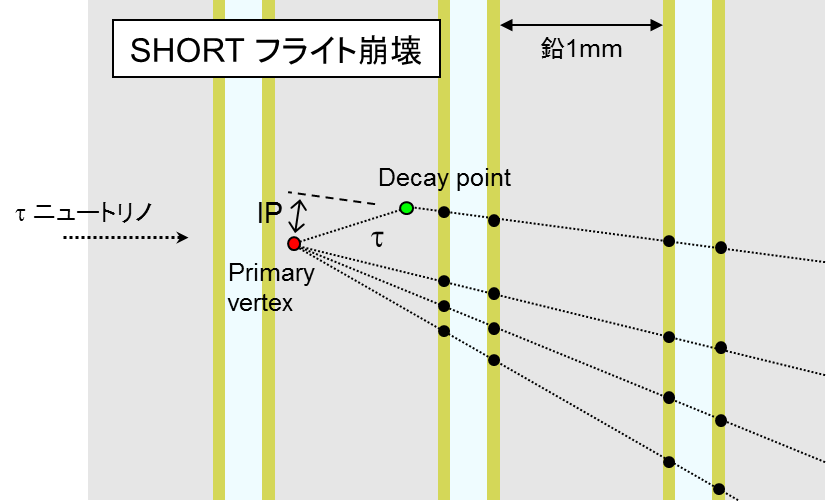 SHORT フライト崩壊
鉛1mm
Decay point
τ ニュートリノ
IP
τ
Primary
vertex